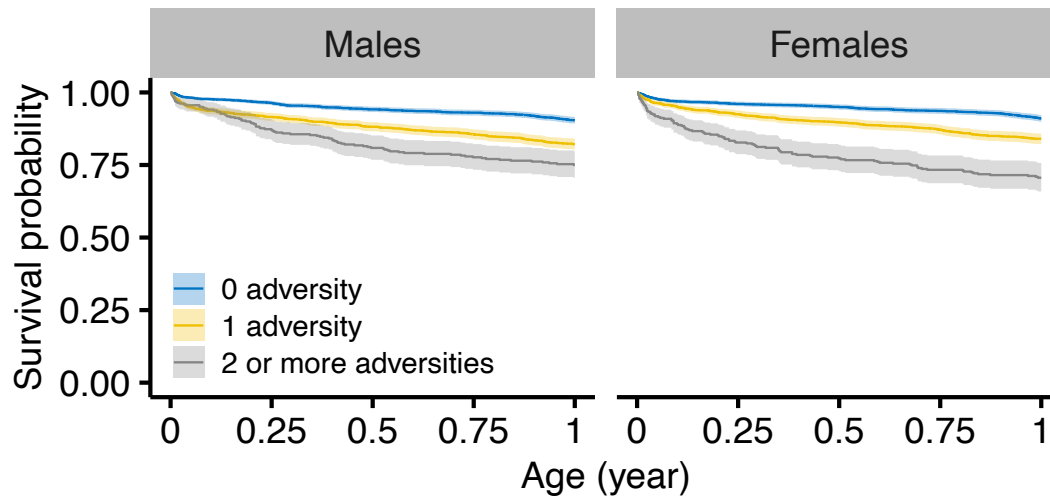 Males
Females
Survival probability
1.00
0.75
0.50
0.25
0.00
0 adversity
1 adversity
2 or more adversities
0 0.25 0.5 0.75 1
0 0.25 0.5 0.75 1
Age (year)